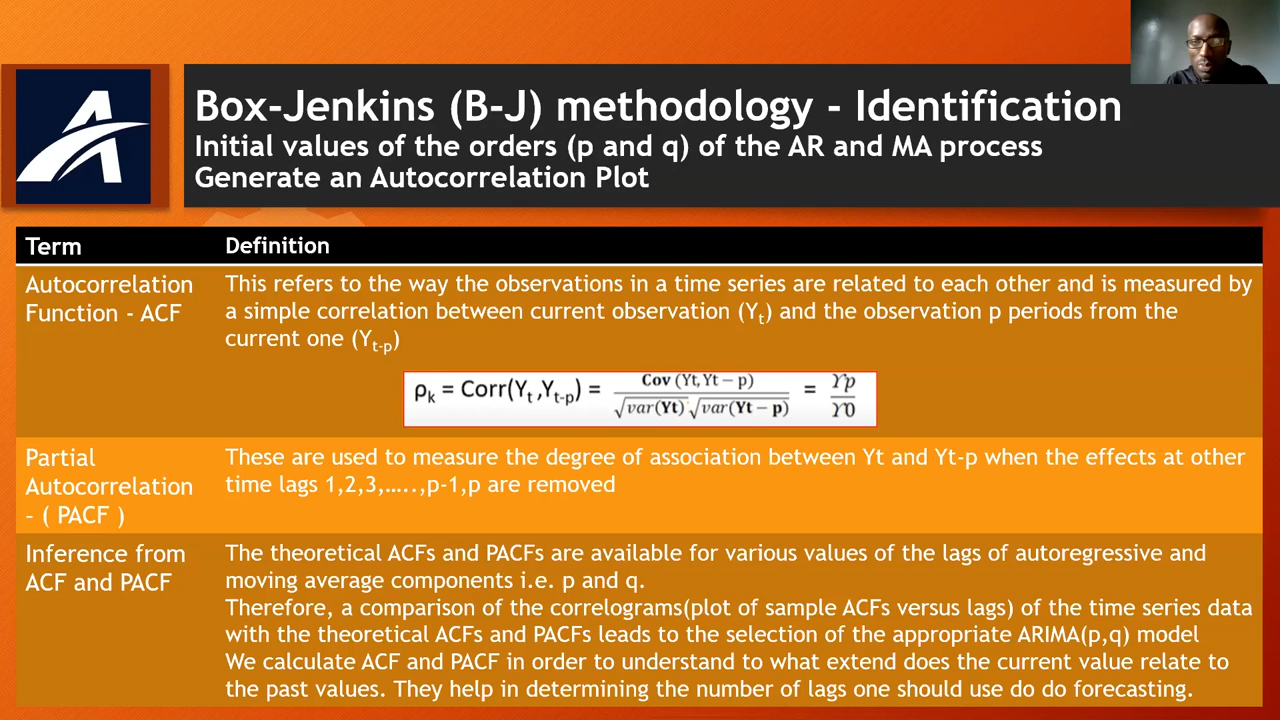 Box-Jenkins (B-J) methodology - Identification
Initial values of the orders (p and q) of the AR and MA process
Generate an Autocorrelation Plot
Term Definition
Autocorrelation Function - ACF
This refers to the way the observations in a time series are related to each other and is measured by
a simple correlation between current observation (Yt) and the observation p periods from the
current one (Yt-p)
ρk = Corr(Yt ,Yt-p) = Cov (Yt, Yt − p) / √var(Yt) √var(Yt − p) = ϒp / ϒ0
Partial
Autocorrelation
– ( PACF )
These are used to measure the degree of association between Yt and Yt-p when the effects at other
time lags 1,2,3,…..,p-1,p are removed
Inference from
ACF and PACF
The theoretical ACFs and PACFs are available for various values of the lags of autoregressive and
moving average components i.e. p and q.
Therefore, a comparison of the correlograms(plot of sample ACFs versus lags) of the time series data
with the theoretical ACFs and PACFs leads to the selection of the appropriate ARIMA(p,q) model
We calculate ACF and PACF in order to understand to what extend does the current value relate to
the past values. They help in determining the number of lags one should use do do forecasting.